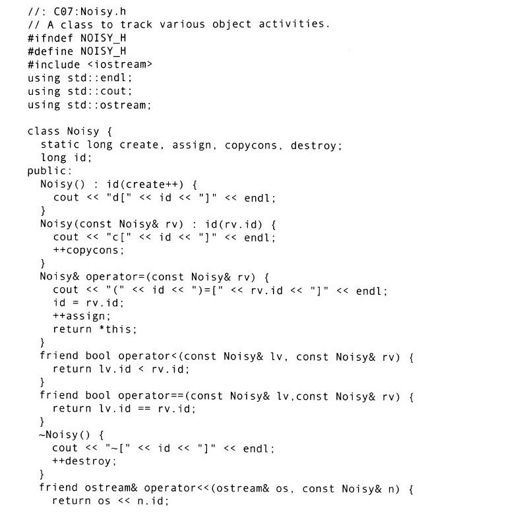 //: C07:Noisy.h
// A class to track various object activities.
#ifndef NOISY_H
#define NOISY_H
#include <iostream>
using std::endl;
using std::cout;
using std::ostream;
class Noisy {
static long create, assign, copycons, destroy;
long id;
public:
Noisy() : id(create++) {
cout << "d[" << id << "]" << endl;
}
Noisy(const Noisy& rv) : id(rv.id) {
cout << "c[" << id << "]" << endl;
++copycons;
}
Noisy& operator=(const Noisy& rv) {
cout << "(" << id << ")=[" << rv.id << "]" << endl;
id = rv.id;
++assign;
return *this;
}
friend bool operator<(const Noisy& lv, const Noisy& rv) {
return lv.id < rv.id;
}
friend bool operator==(const Noisy& lv,const Noisy& rv) {
return lv.id == rv.id;
}
~Noisy() {
cout << "~[" << id << "]" << endl;
++destroy;
}
friend ostream& operator<<(ostream& os, const Noisy& n) {
return os << n.id;